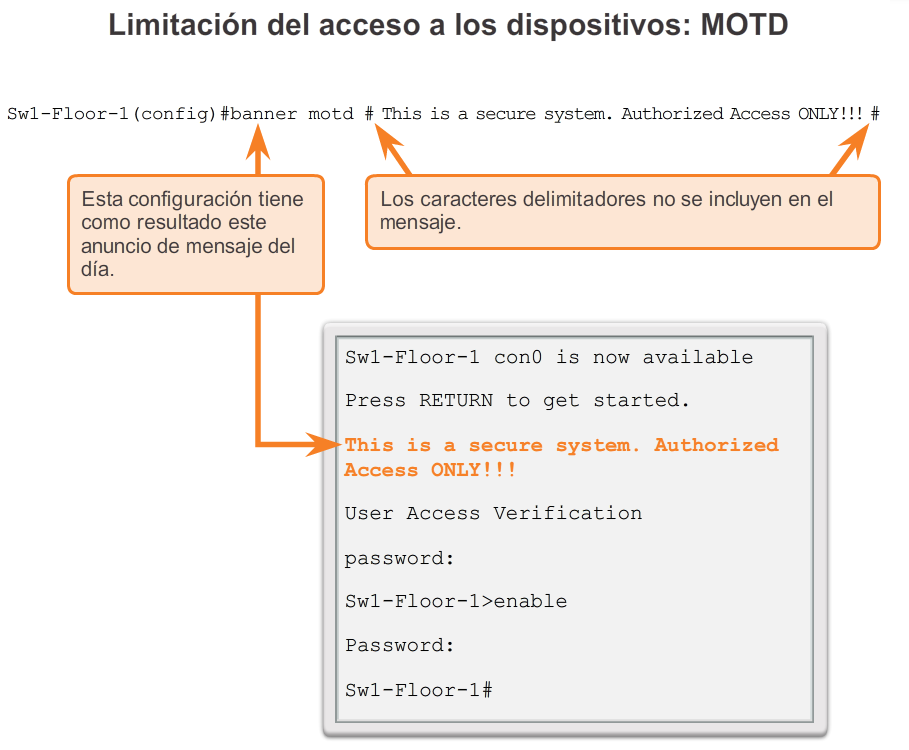 Limitación del acceso a los dispositivos: MOTD
Sw1-Floor-1(config)#banner motd # This is a secure system. Authorized Access ONLY!!! #
Esta configuración tiene
como resultado este
anuncio de mensaje del
día.
Los caracteres delimitadores no se incluyen en el
mensaje.
Sw1-Floor-1 con0 is now available
Press RETURN to get started.
This is a secure system. Authorized
Access ONLY!!!
User Access Verification
password:
Sw1-Floor-1>enable
Password:
Sw1-Floor-1#